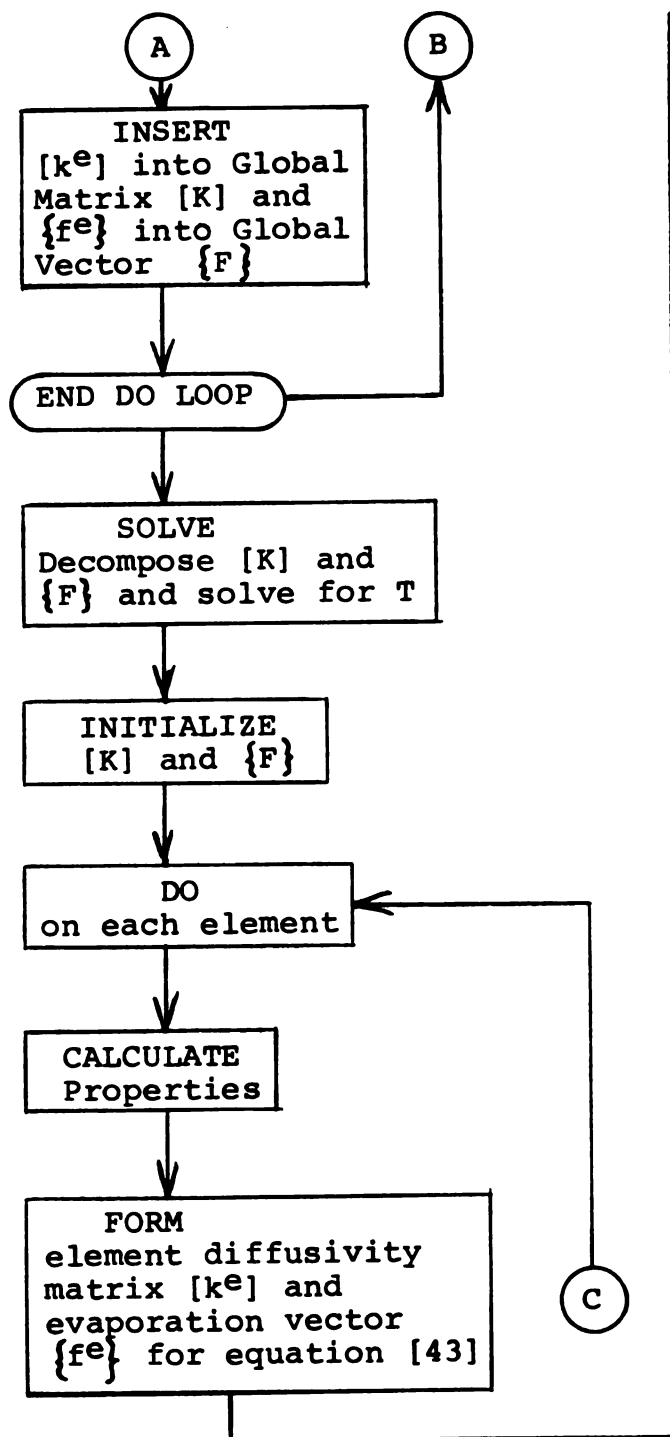 A
B
INSERT
[kᵉ] into Global
Matrix [K] and
{fᵉ} into Global
Vector {F}
END DO LOOP
SOLVE
Decompose [K] and
{F} and solve for T
INITIALIZE
[K] and {F}
DO
on each element
CALCULATE
Properties
FORM
element diffusivity
matrix [kᵉ] and
evaporation vector
{fᵉ} for equation [43]
C